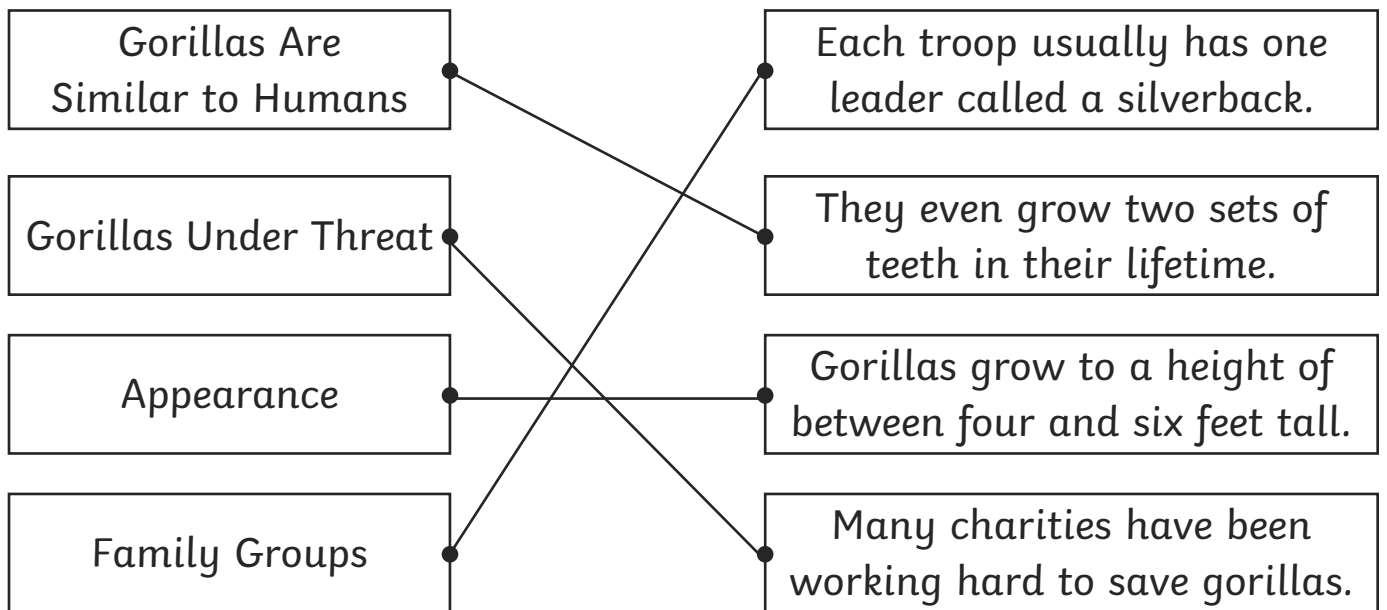 Gorillas Are
Similar to Humans
Each troop usually has one
leader called a silverback.
Gorillas Under Threat
They even grow two sets of
teeth in their lifetime.
Appearance
Gorillas grow to a height of
between four and six feet tall.
Family Groups
Many charities have been
working hard to save gorillas.